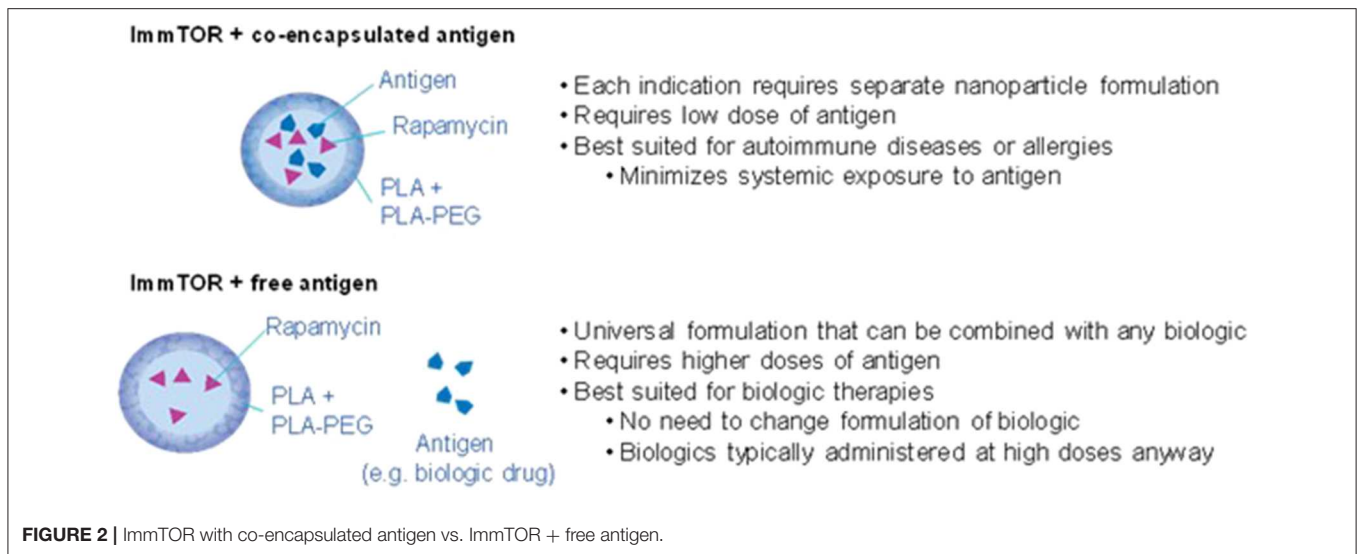 ImmTOR + co-encapsulated antigen
Antigen
Rapamycin
PLA +
PLA-PEG
• Each indication requires separate nanoparticle formulation
• Requires low dose of antigen
• Best suited for autoimmune diseases or allergies
• Minimizes systemic exposure to antigen
ImmTOR + free antigen
Rapamycin
PLA +
PLA-PEG
Antigen
(e.g. biologic drug)
• Universal formulation that can be combined with any biologic
• Requires higher doses of antigen
• Best suited for biologic therapies
• No need to change formulation of biologic
• Biologics typically administered at high doses anyway
FIGURE 2 | ImmTOR with co-encapsulated antigen vs. ImmTOR + free antigen.